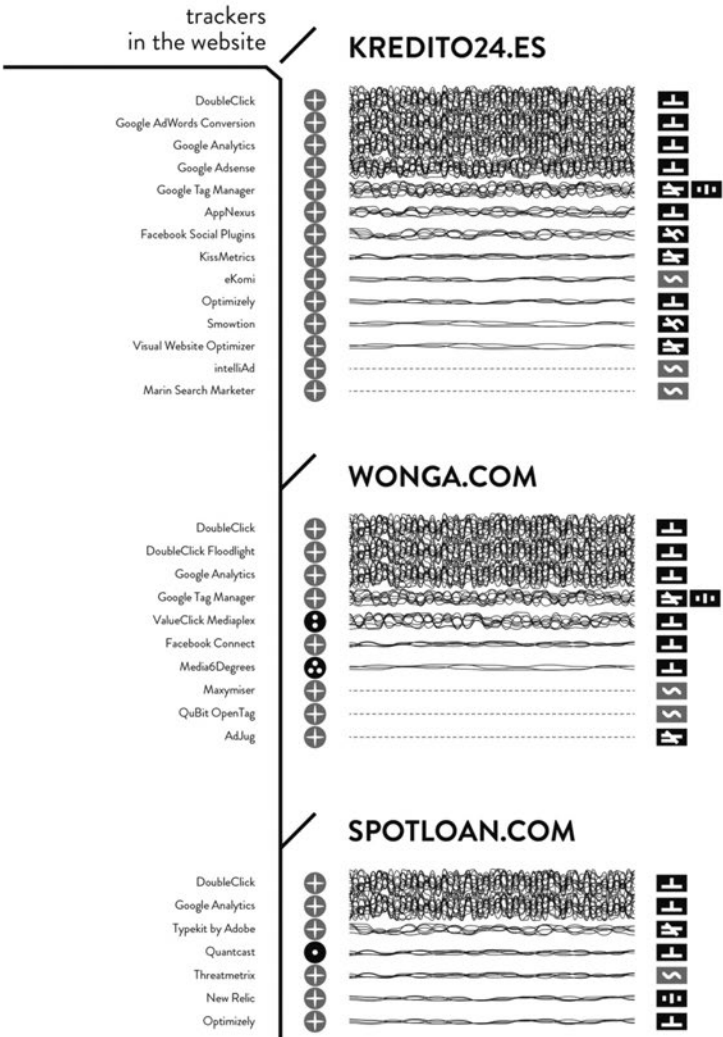 trackers
in the website
KREDITO24.ES
DoubleClick
Google AdWords Conversion
Google Analytics
Google Adsense
Google Tag Manager
AppNexus
Facebook Social Plugins
KissMetrics
eKomi
Optimizely
Smowtion
Visual Website Optimizer
intelliAd
Marin Search Marketer
WONGA.COM
DoubleClick
DoubleClick Floodlight
Google Analytics
Google Tag Manager
ValueClick Mediaplex
Facebook Connect
Media6Degrees
Maxymiser
QuBit OpenTag
AdJug
SPOTLOAN.COM
DoubleClick
Google Analytics
Typekit by Adobe
Quantcast
Threatmetrix
New Relic
Optimizely